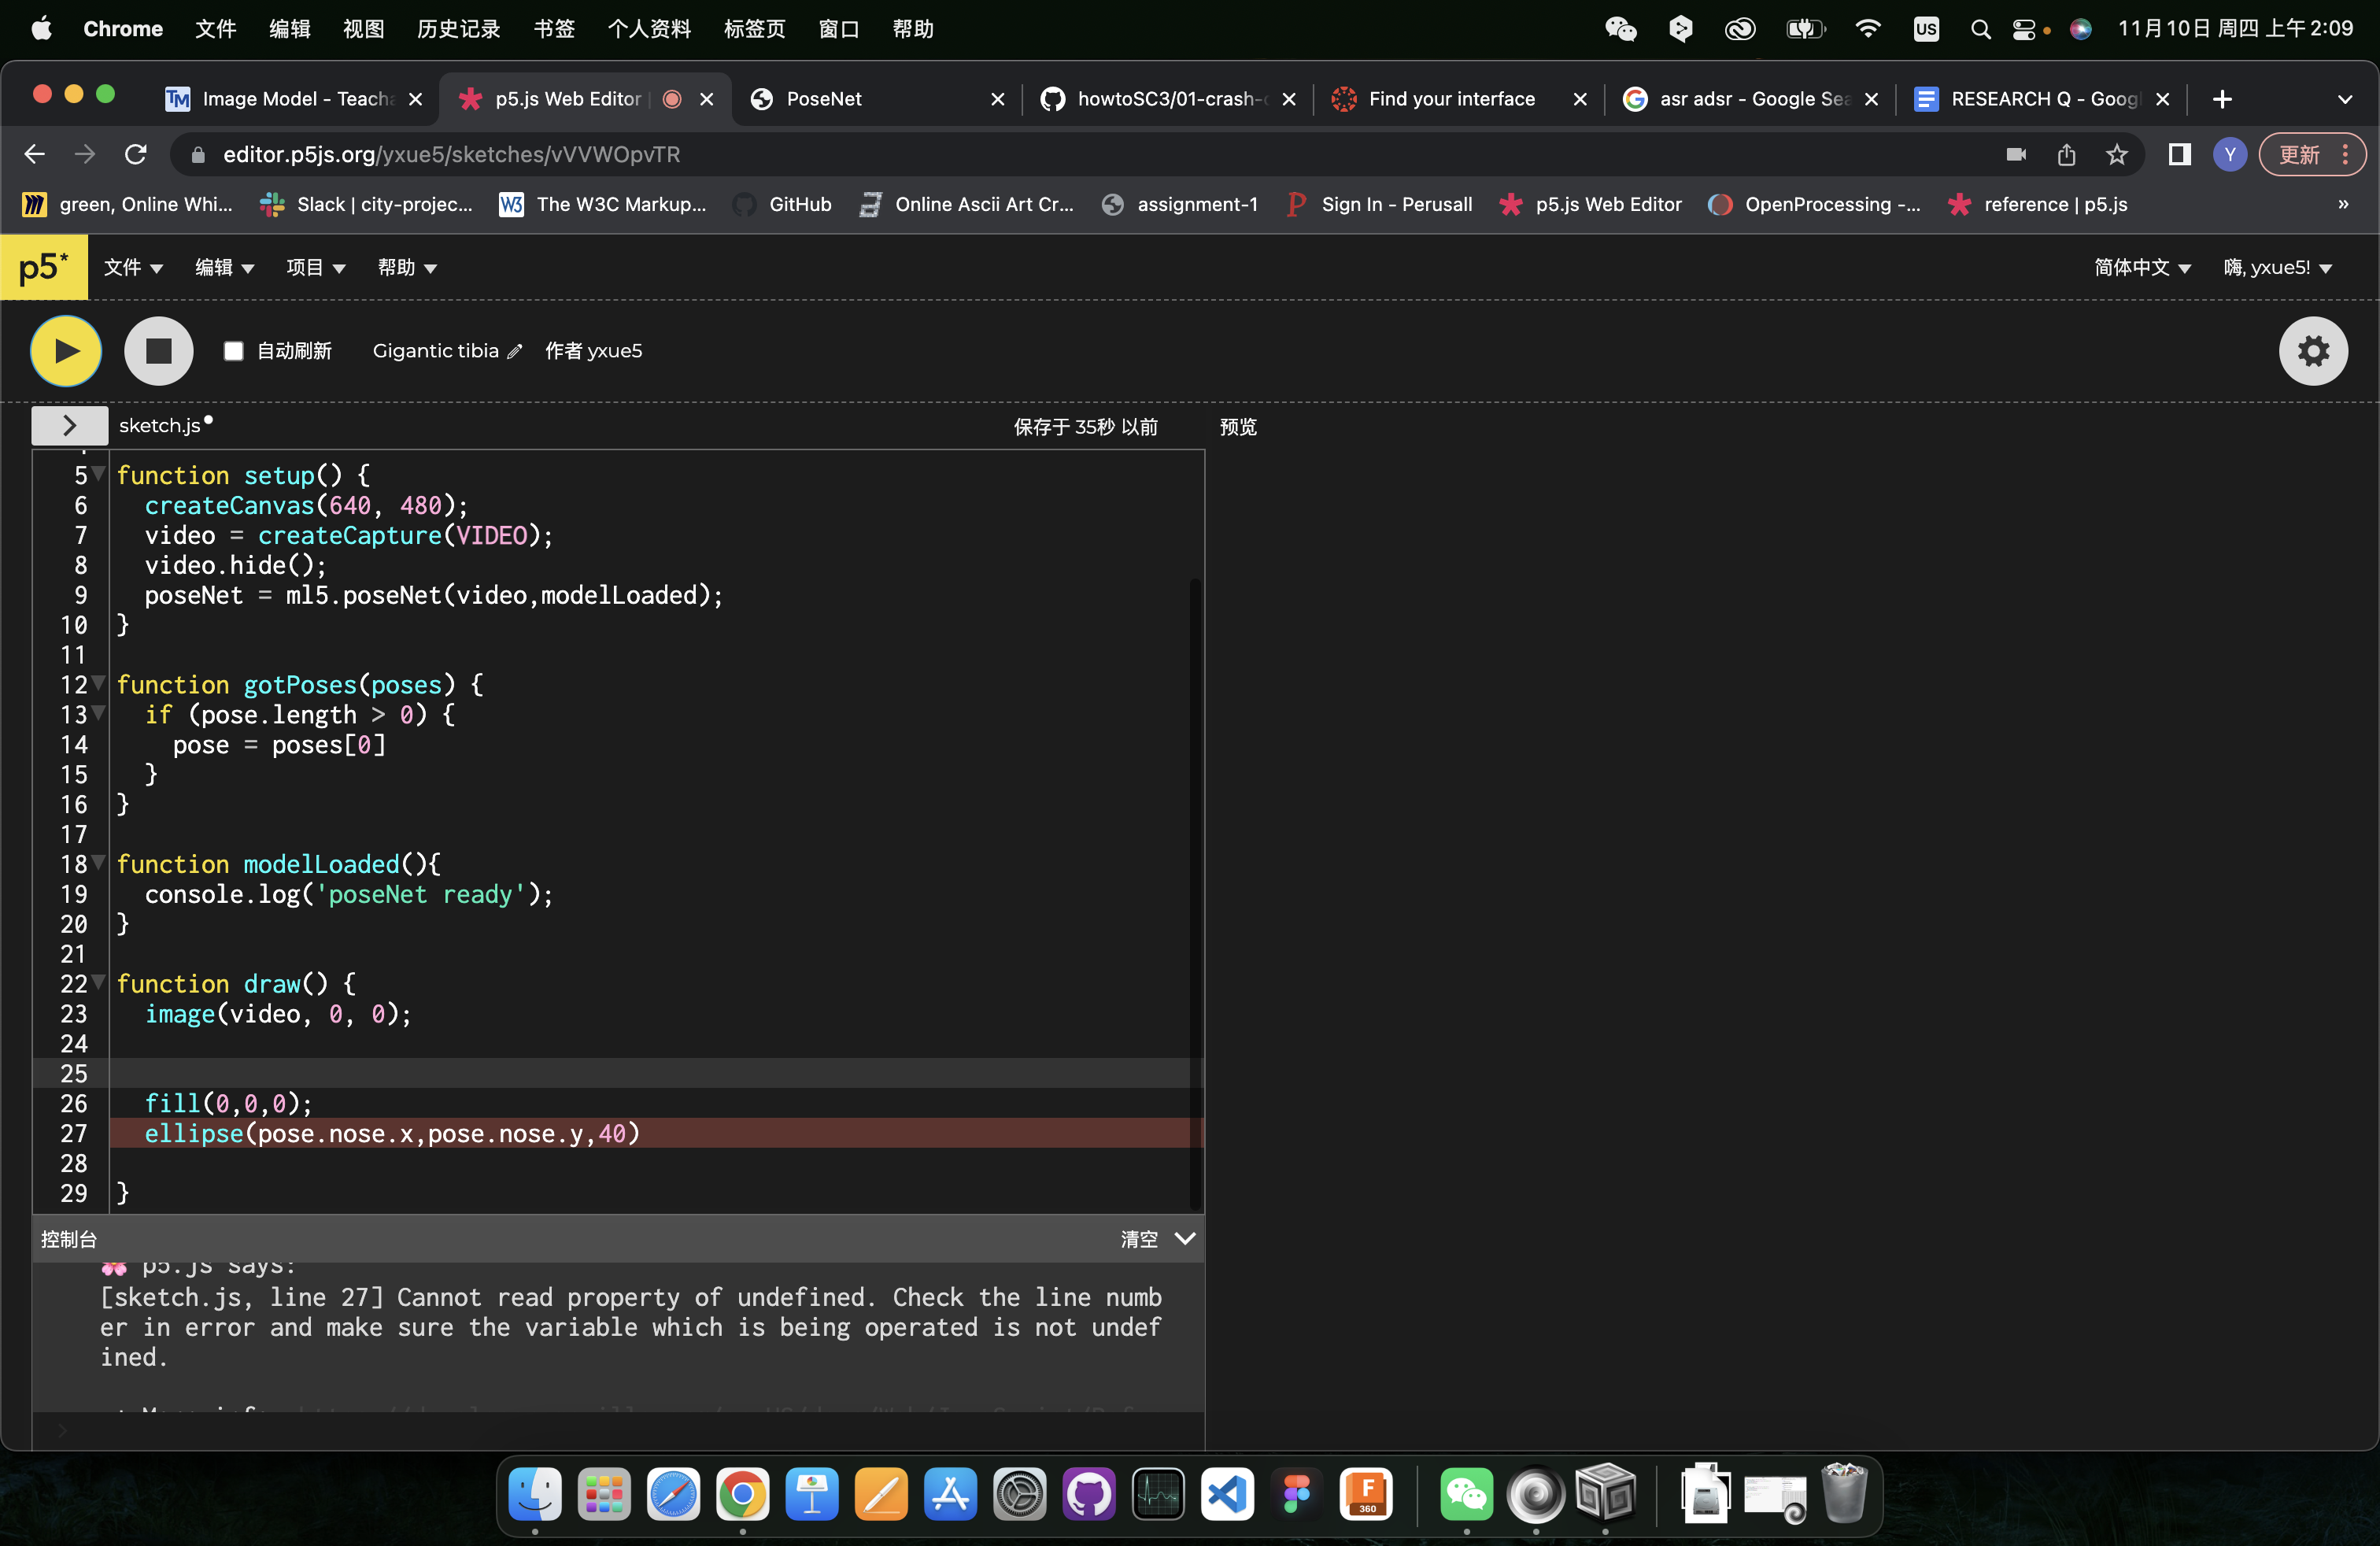 Chrome 文件 编辑 视图 历史记录 书签 个人资料 标签页 窗口 帮助 US 11月10日 周四 上午2:09
TM Image Model - Teacha p5.js Web Editor PoseNet howtoSC3/01-crash- Find your interface asr adsr - Google Sea RESEARCH Q - Goog
editor.p5js.org/yxue5/sketches/vVVWOpvTR Y 更新
green, Online Whi... Slack | city-projec... W3 The W3C Markup... GitHub Online Ascii Art Cr... assignment-1 P Sign In - Perusall p5.js Web Editor OpenProcessing -... reference | p5.js »
p5* 文件 编辑 项目 帮助 简体中文 嗨, yxue5!
自动刷新 Gigantic tibia 作者 yxue5
sketch.js 保存于 35秒 以前 预览
5 function setup() {
6 createCanvas(640, 480);
7 video = createCapture(VIDEO);
8 video.hide();
9 poseNet = ml5.poseNet(video,modelLoaded);
10 }
11
12 function gotPoses(poses) {
13 if (pose.length > 0) {
14 pose = poses[0]
15 }
16 }
17
18 function modelLoaded(){
19 console.log('poseNet ready');
20 }
21
22 function draw() {
23 image(video, 0, 0);
24
25
26 fill(0,0,0);
27 ellipse(pose.nose.x,pose.nose.y,40)
28
29 }
控制台 清空
🌸 p5.js says:
[sketch.js, line 27] Cannot read property of undefined. Check the line numb
er in error and make sure the variable which is being operated is not undef
ined.
F
360